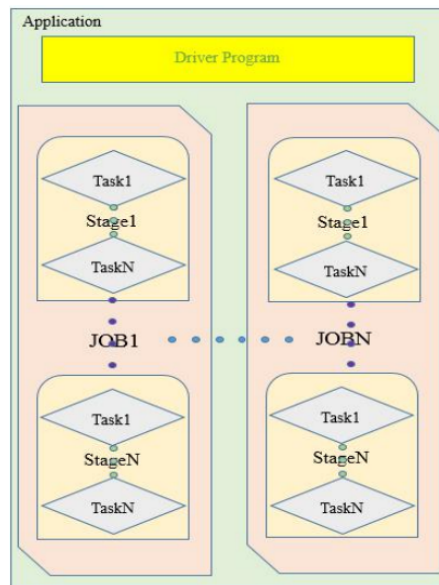 Application
Driver Program
Task1
Stage1
TaskN
JOB1
Task1
StageN
TaskN
Task1
Stage1
TaskN
JOBN
Task1
StageN
TaskN